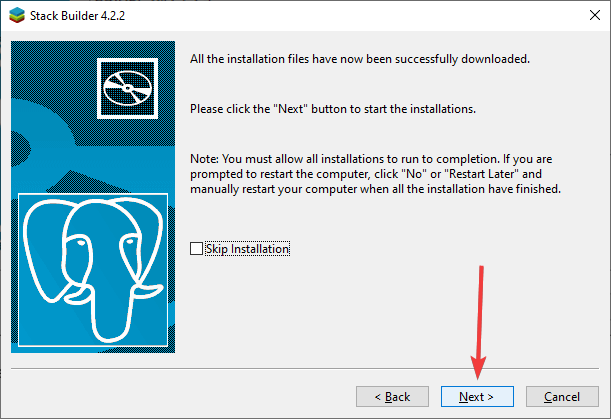 Stack Builder 4.2.2
All the installation files have now been successfully downloaded.
Please click the "Next" button to start the installations.
Note: You must allow all installations to run to completion. If you are
prompted to restart the computer, click "No" or "Restart Later" and
manually restart your computer when all the installation have finished.
Skip Installation
< Back
Next >
Cancel